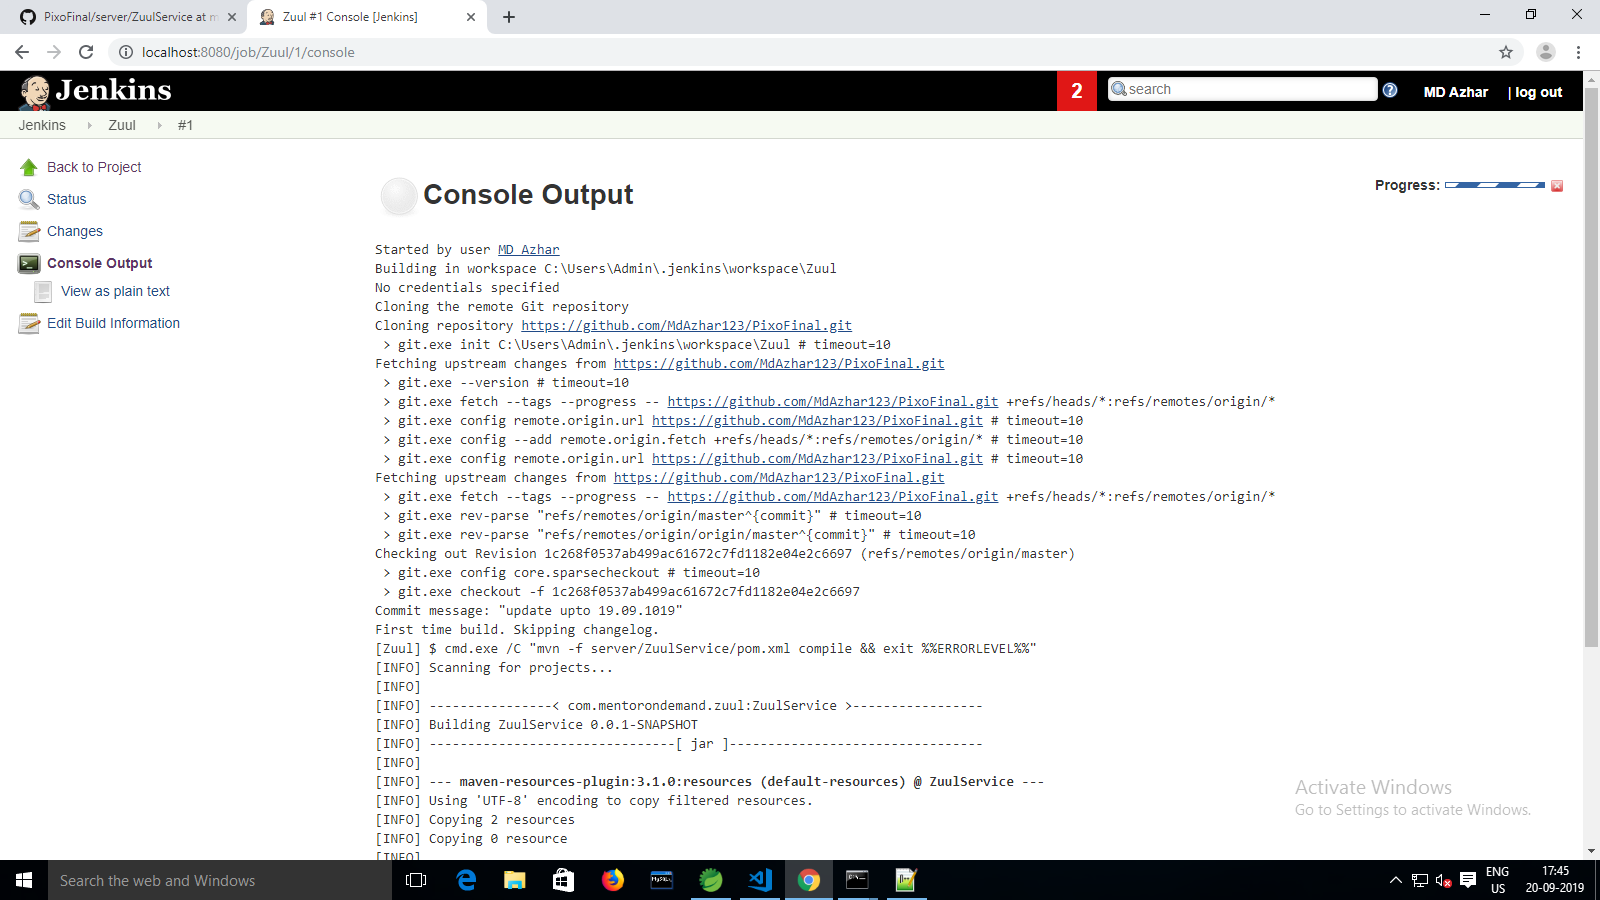 PixoFinal/server/ZuulService at m
Zuul #1 Console [Jenkins]
localhost:8080/job/Zuul/1/console
Jenkins
2
search
MD Azhar
| log out
Jenkins
Zuul
#1
Back to Project
Status
Changes
Console Output
View as plain text
Edit Build Information
Console Output
Progress:
Started by user MD Azhar
Building in workspace C:\Users\Admin\.jenkins\workspace\Zuul
No credentials specified
Cloning the remote Git repository
Cloning repository https://github.com/MdAzhar123/PixoFinal.git
> git.exe init C:\Users\Admin\.jenkins\workspace\Zuul # timeout=10
Fetching upstream changes from https://github.com/MdAzhar123/PixoFinal.git
> git.exe --version # timeout=10
> git.exe fetch --tags --progress -- https://github.com/MdAzhar123/PixoFinal.git +refs/heads/*:refs/remotes/origin/*
> git.exe config remote.origin.url https://github.com/MdAzhar123/PixoFinal.git # timeout=10
> git.exe config --add remote.origin.fetch +refs/heads/*:refs/remotes/origin/* # timeout=10
> git.exe config remote.origin.url https://github.com/MdAzhar123/PixoFinal.git # timeout=10
Fetching upstream changes from https://github.com/MdAzhar123/PixoFinal.git
> git.exe fetch --tags --progress -- https://github.com/MdAzhar123/PixoFinal.git +refs/heads/*:refs/remotes/origin/*
> git.exe rev-parse "refs/remotes/origin/master^{commit}" # timeout=10
> git.exe rev-parse "refs/remotes/origin/origin/master^{commit}" # timeout=10
Checking out Revision 1c268f0537ab499ac61672c7fd1182e04e2c6697 (refs/remotes/origin/master)
> git.exe config core.sparsecheckout # timeout=10
> git.exe checkout -f 1c268f0537ab499ac61672c7fd1182e04e2c6697
Commit message: "update upto 19.09.1019"
First time build. Skipping changelog.
[Zuul] $ cmd.exe /C "mvn -f server/ZuulService/pom.xml compile && exit %%ERRORLEVEL%%"
[INFO] Scanning for projects...
[INFO]
[INFO] ----------------< com.mentorondemand.zuul:ZuulService >-----------------
[INFO] Building ZuulService 0.0.1-SNAPSHOT
[INFO] --------------------------------[ jar ]---------------------------------
[INFO]
[INFO] --- maven-resources-plugin:3.1.0:resources (default-resources) @ ZuulService ---
[INFO] Using 'UTF-8' encoding to copy filtered resources.
[INFO] Copying 2 resources
[INFO] Copying 0 resource
[INFO]
Activate Windows
Go to Settings to activate Windows.
Search the web and Windows
ENG
US
17:45
20-09-2019